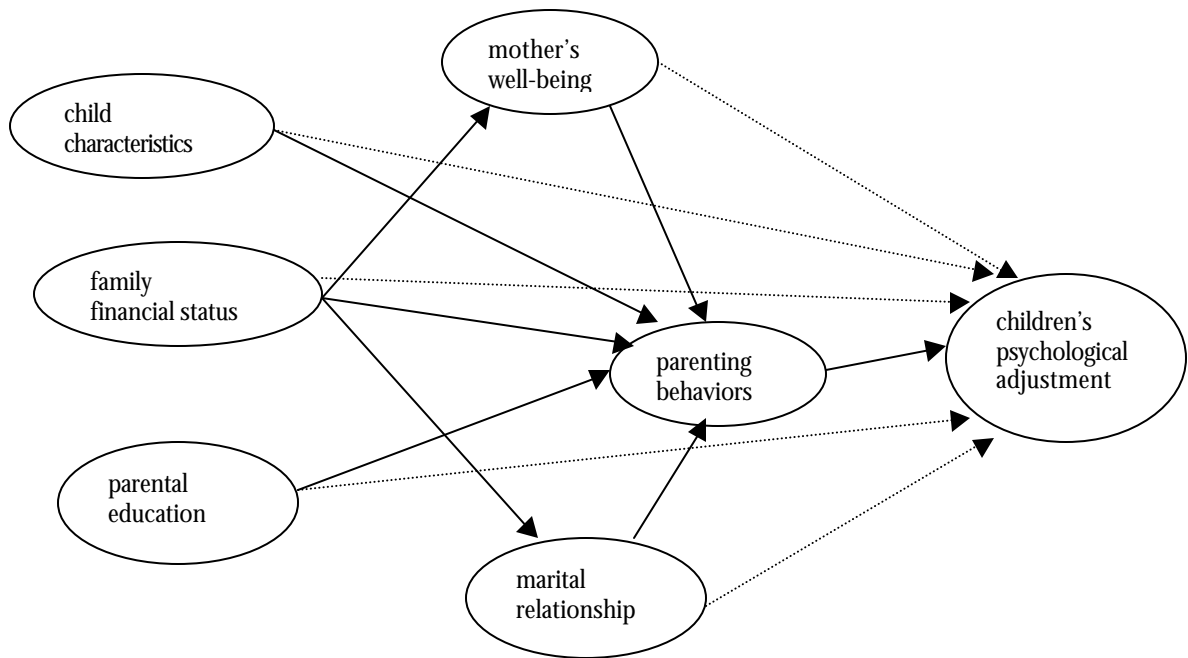 mother's
well-being
child
characteristics
family
financial status
children's
psychological
adjustment
parenting
behaviors
parental
education
marital
relationship